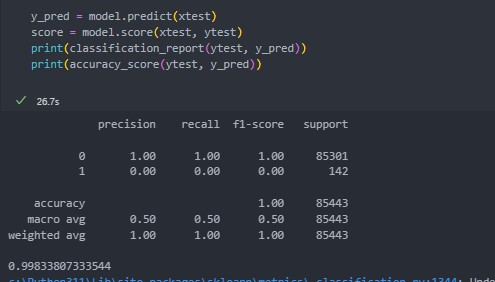 y_pred = model.predict(xtest)
score = model.score(xtest, ytest)
print(classification_report(ytest, y_pred))
print(accuracy_score(ytest, y_pred))
26.7s
precision recall f1-score support
0 1.00 1.00 1.00 85301
1 0.00 0.00 0.00 142
accuracy 1.00 85443
macro avg 0.50 0.50 0.50 85443
weighted avg 1.00 1.00 1.00 85443
0.99833807333544